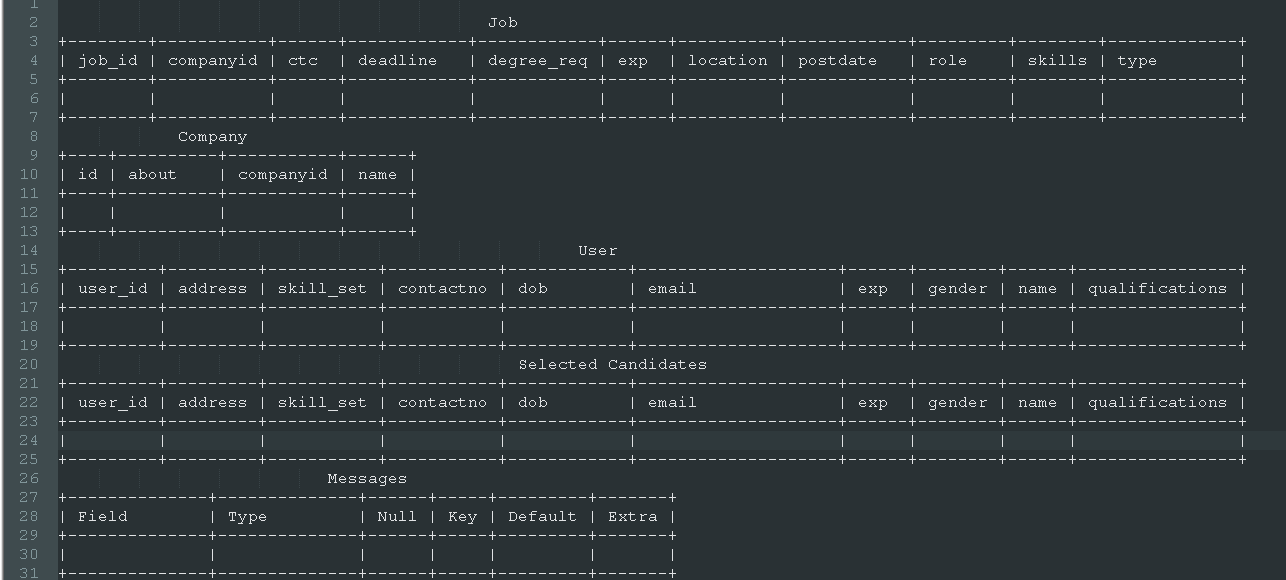 1
2 Job
3 +--------+-----------+------+------------+------------+------+----------+------------+---------+--------+-------------+
4 | job_id | companyid | ctc | deadline | degree_req | exp | location | postdate | role | skills | type |
5 +--------+-----------+------+------------+------------+------+----------+------------+---------+--------+-------------+
6 | | | | | | | | | | | |
7 +--------+-----------+------+------------+------------+------+----------+------------+---------+--------+-------------+
8 Company
9 +----+----------+-----------+------+
10 | id | about | companyid | name |
11 +----+----------+-----------+------+
12 | | | | |
13 +----+----------+-----------+------+
14 User
15 +---------+---------+-----------+-----------+------------+--------------------+------+--------+------+----------------+
16 | user_id | address | skill_set | contactno | dob | email | exp | gender | name | qualifications |
17 +---------+---------+-----------+-----------+------------+--------------------+------+--------+------+----------------+
18 | | | | | | | | | | |
19 +---------+---------+-----------+-----------+------------+--------------------+------+--------+------+----------------+
20 Selected Candidates
21 +---------+---------+-----------+-----------+------------+--------------------+------+--------+------+----------------+
22 | user_id | address | skill_set | contactno | dob | email | exp | gender | name | qualifications |
23 +---------+---------+-----------+-----------+------------+--------------------+------+--------+------+----------------+
24 | | | | | | | | | | |
25 +---------+---------+-----------+-----------+------------+--------------------+------+--------+------+----------------+
26 Messages
27 +--------------+--------------+------+-----+---------+-------+
28 | Field | Type | Null | Key | Default | Extra |
29 +--------------+--------------+------+-----+---------+-------+
30 | | | | | | |
31 +--------------+--------------+------+-----+---------+-------+